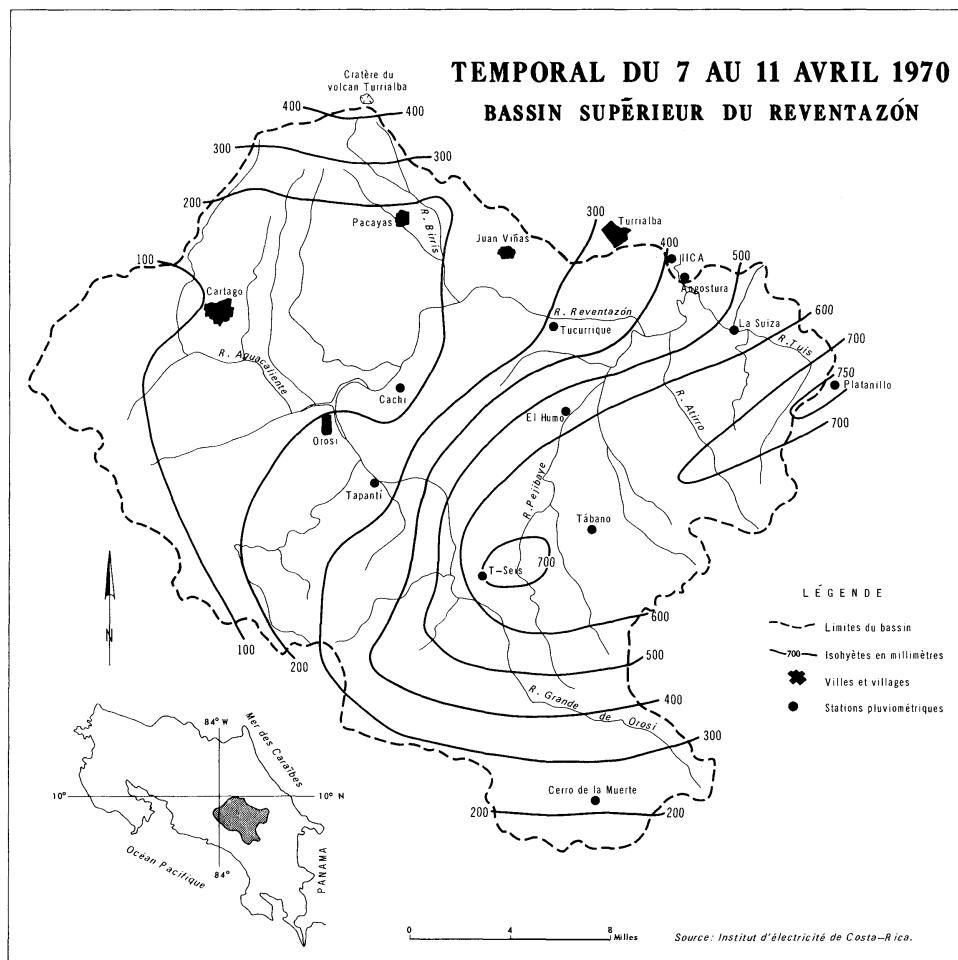 TEMPORAL DU 7 AU 11 AVRIL 1970
BASSIN SUPĒRIEUR DU REVENTAZÓN
Cratère du
volcan Turrialba
400
400
300
300
200
Pacayas
R. Birris
Juan Viñas
300
Turrialba
400
IICA
Angostura
500
100
Cartago
R. Reventazón
Tucurrique
La Suiza
600
R. Tuis
700
R. Aguacaliente
Cachí
750
Platanillo
R. Atirro
El Humo
700
Orosi
Tapantí
R. Pejibaye
Tábano
700
T-Seis
N
600
100
200
500
R. Grande de Orosi
400
300
Cerro de la Muerte
200
200
LÉGENDE
Limites du bassin
700 Isohyètes en millimètres
Villes et villages
Stations pluviométriques
84° W
Mer des Caraïbes
10°
10° N
Océan Pacifique
84°
PANAMA
0 4 8
Milles
Source: Institut d'électricité de Costa-Rica.